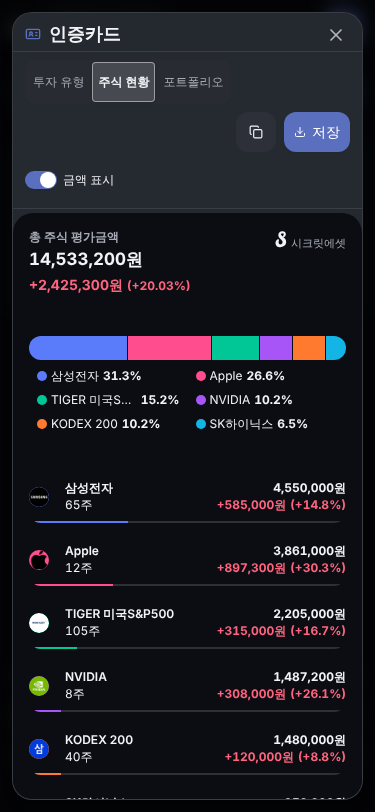 인증카드
투자 유형 주식 현황 포트폴리오
저장
금액 표시
총 주식 평가금액
시크릿에셋
14,533,200원
+2,425,300원 (+20.03%)
삼성전자 31.3% Apple 26.6%
TIGER 미국S... 15.2% NVIDIA 10.2%
KODEX 200 10.2% SK하이닉스 6.5%
삼성전자 4,550,000원
65주 +585,000원 (+14.8%)
Apple 3,861,000원
12주 +897,300원 (+30.3%)
TIGER 미국S&P500 2,205,000원
105주 +315,000원 (+16.7%)
NVIDIA 1,487,200원
8주 +308,000원 (+26.1%)
삼
KODEX 200 1,480,000원
40주 +120,000원 (+8.8%)